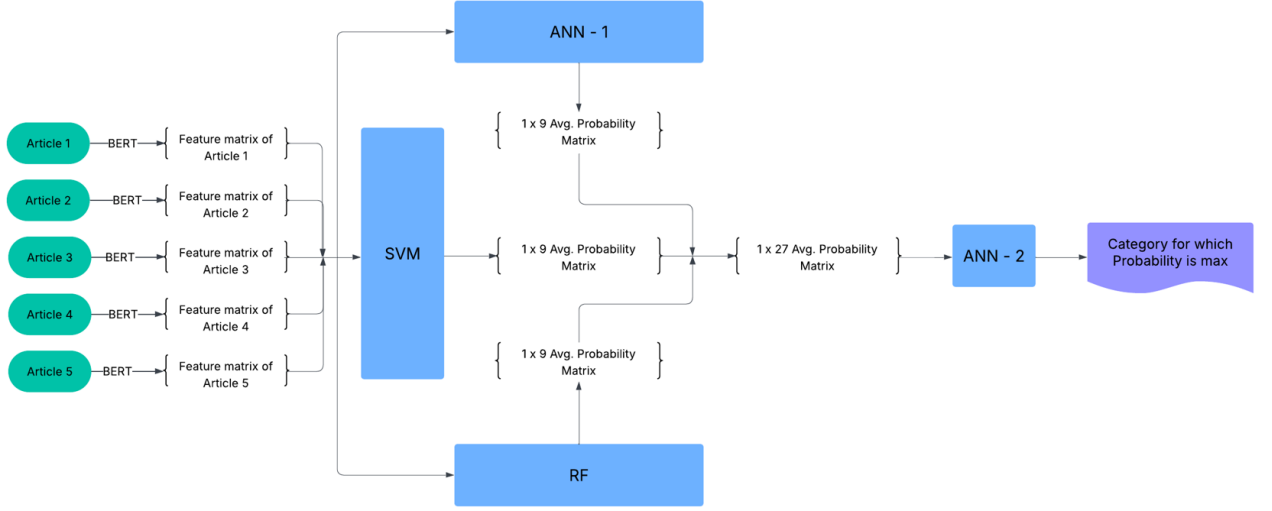 ANN - 1
1 x 9 Avg. Probability
Matrix
Article 1
BERT
Feature matrix of
Article 1
Article 2
BERT
Feature matrix of
Article 2
Article 3
BERT
Feature matrix of
Article 3
Article 4
BERT
Feature matrix of
Article 4
Article 5
BERT
Feature matrix of
Article 5
SVM
1 x 9 Avg. Probability
Matrix
1 x 27 Avg. Probability
Matrix
ANN - 2
Category for which
Probability is max
1 x 9 Avg. Probability
Matrix
RF